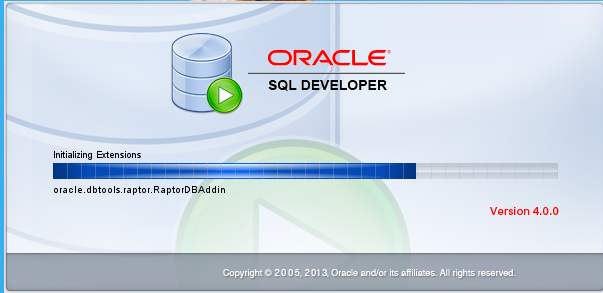 ORACLE®
SQL DEVELOPER
Initializing Extensions
oracle.dbtools.raptor.RaptorDBAddin
Version 4.0.0
Copyright © 2005, 2013, Oracle and/or its affiliates. All rights reserved.